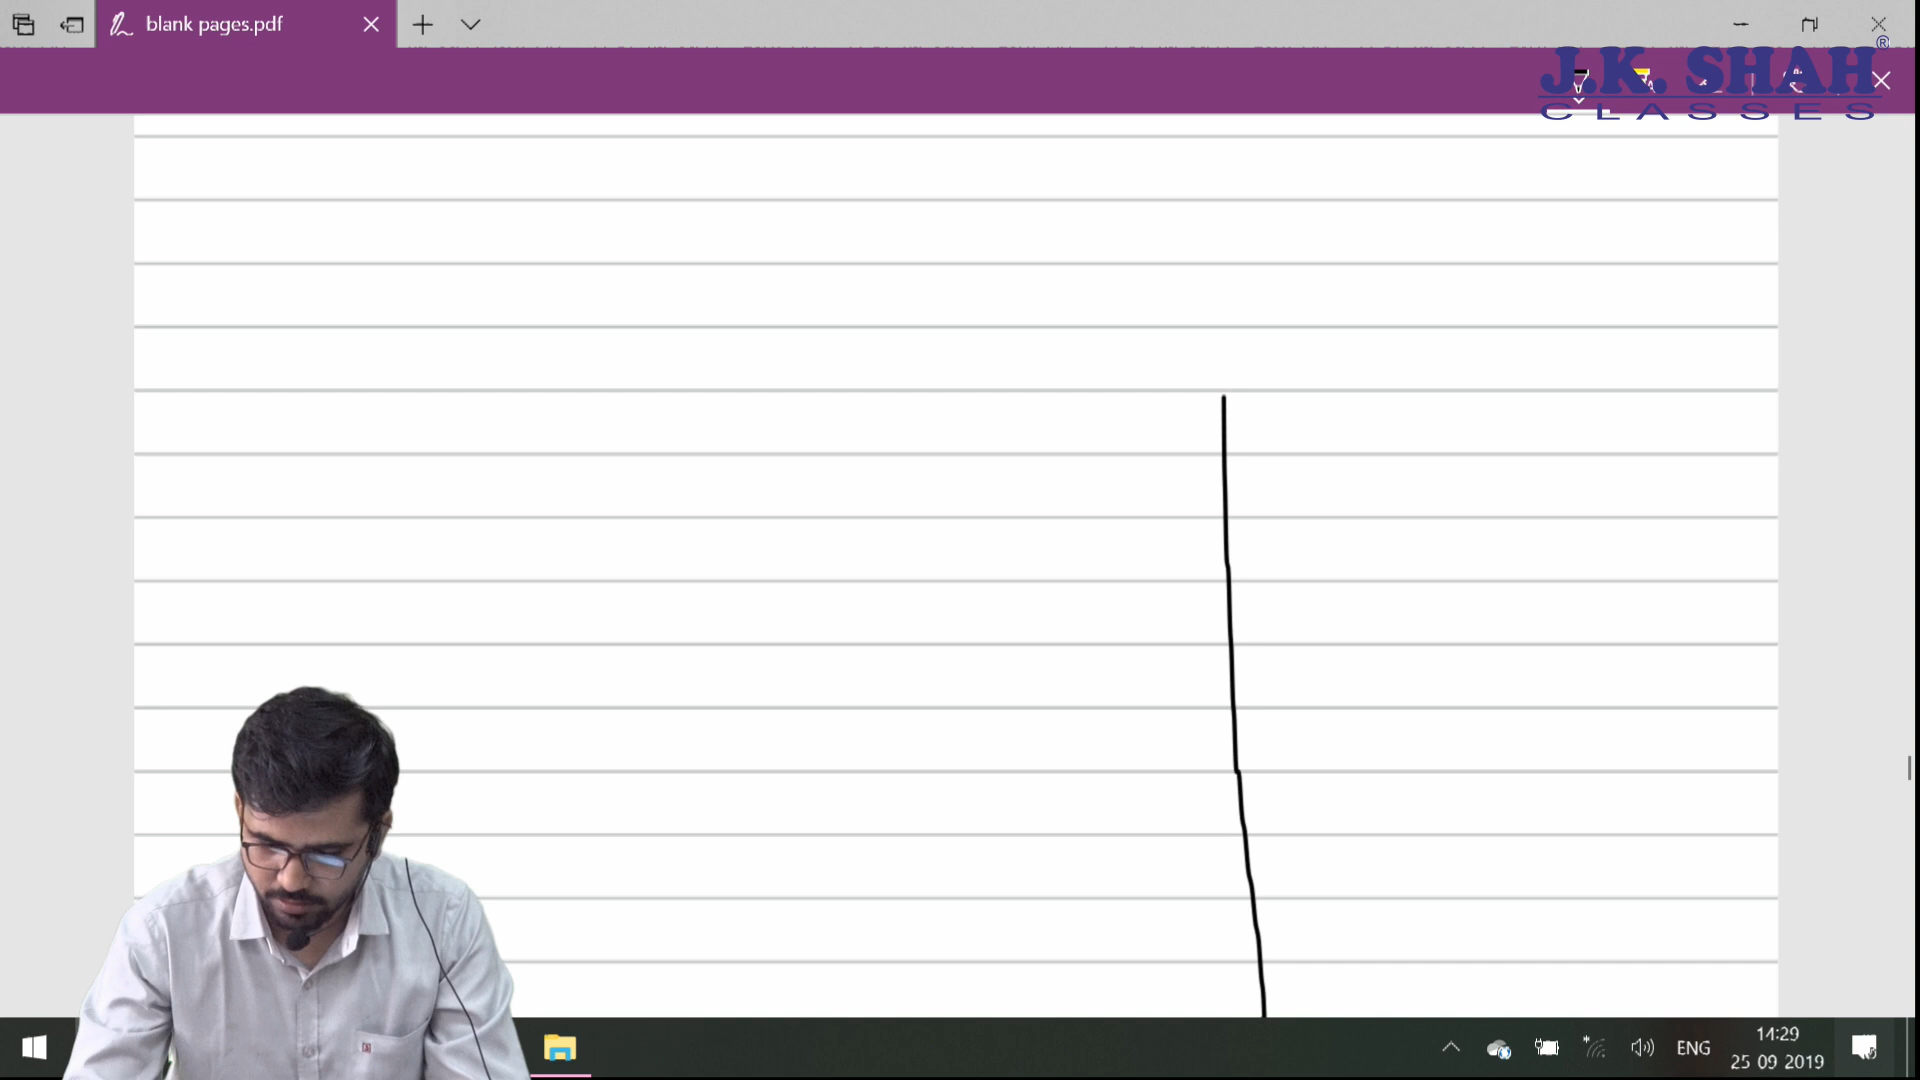 blank pages.pdf
J.K. SHAH®
CLASSES
ENG
14:29
25 09 2019